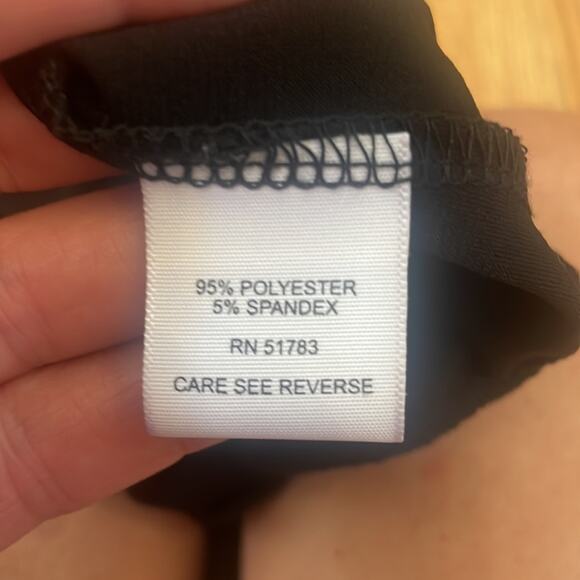 95% POLYESTER
5% SPANDEX
RN 51783
CARE SEE REVERSE